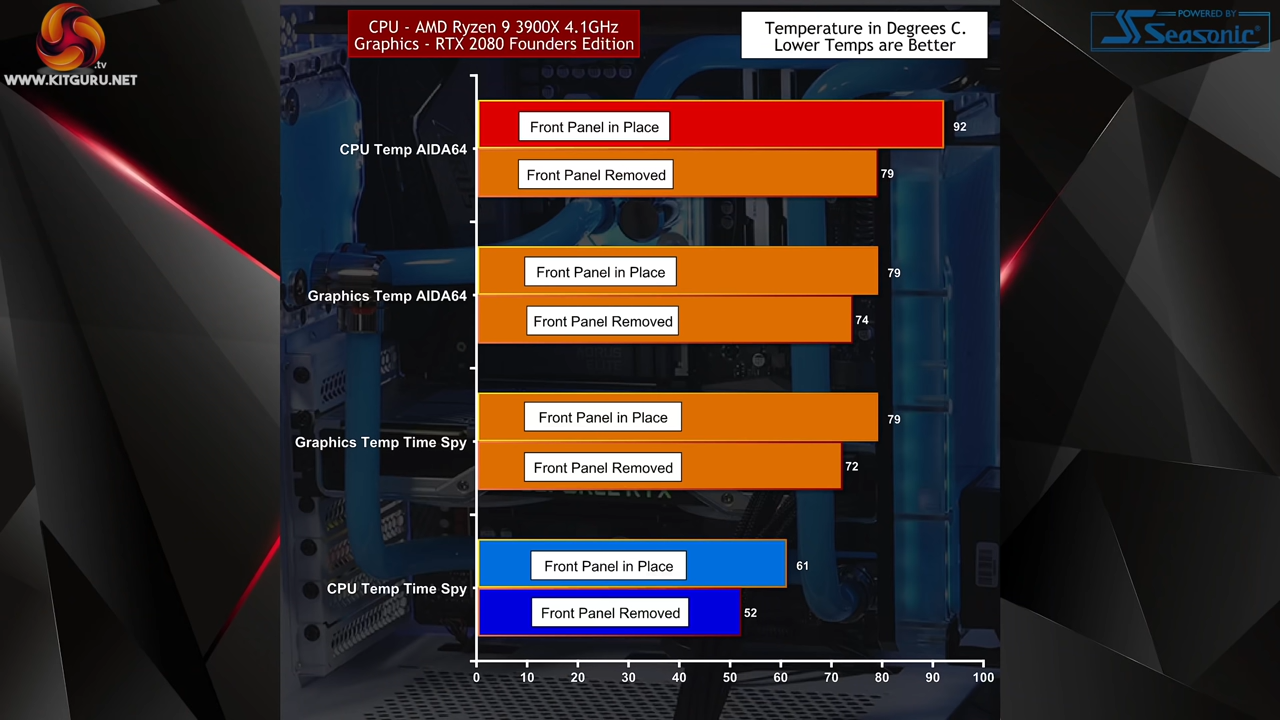 CPU - AMD Ryzen 9 3900X 4.1GHz
Graphics - RTX 2080 Founders Edition
Temperature in Degrees C.
Lower Temps are Better
POWERED BY
Seasonic
.tv
WWW.KITGURU.NET
CPU Temp AIDA64
Front Panel in Place
92
Front Panel Removed
79
Graphics Temp AIDA64
Front Panel in Place
79
Front Panel Removed
74
Graphics Temp Time Spy
Front Panel in Place
79
Front Panel Removed
72
CPU Temp Time Spy
Front Panel in Place
61
Front Panel Removed
52
0 10 20 30 40 50 60 70 80 90 100